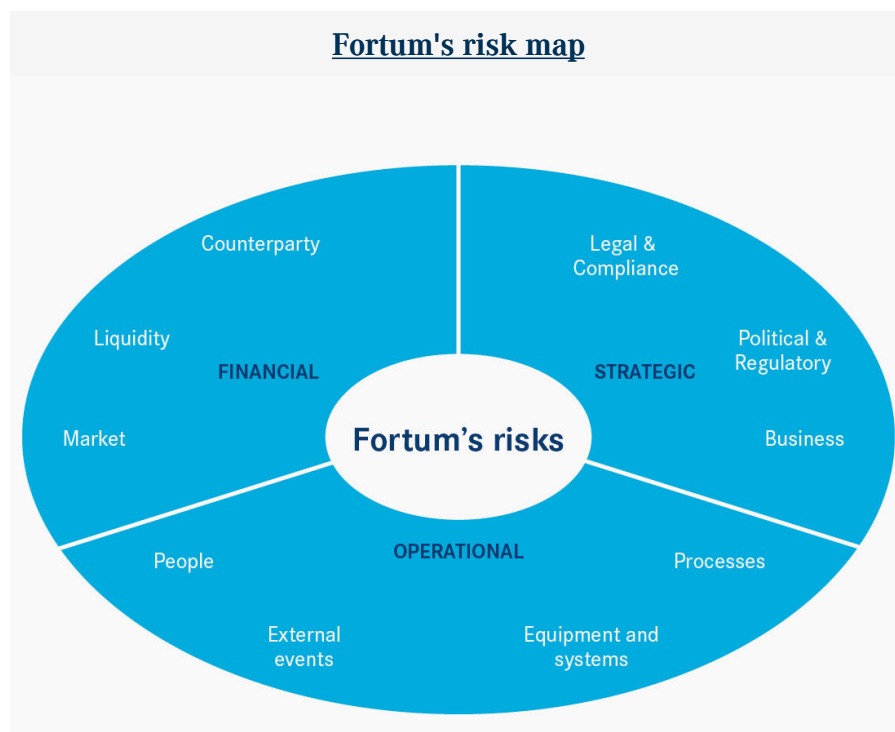 Fortum's risk map
Counterparty
Liquidity
FINANCIAL
Market
Legal &
Compliance
Political &
Regulatory
STRATEGIC
Business
Fortum’s risks
OPERATIONAL
People
External
events
Equipment and
systems
Processes